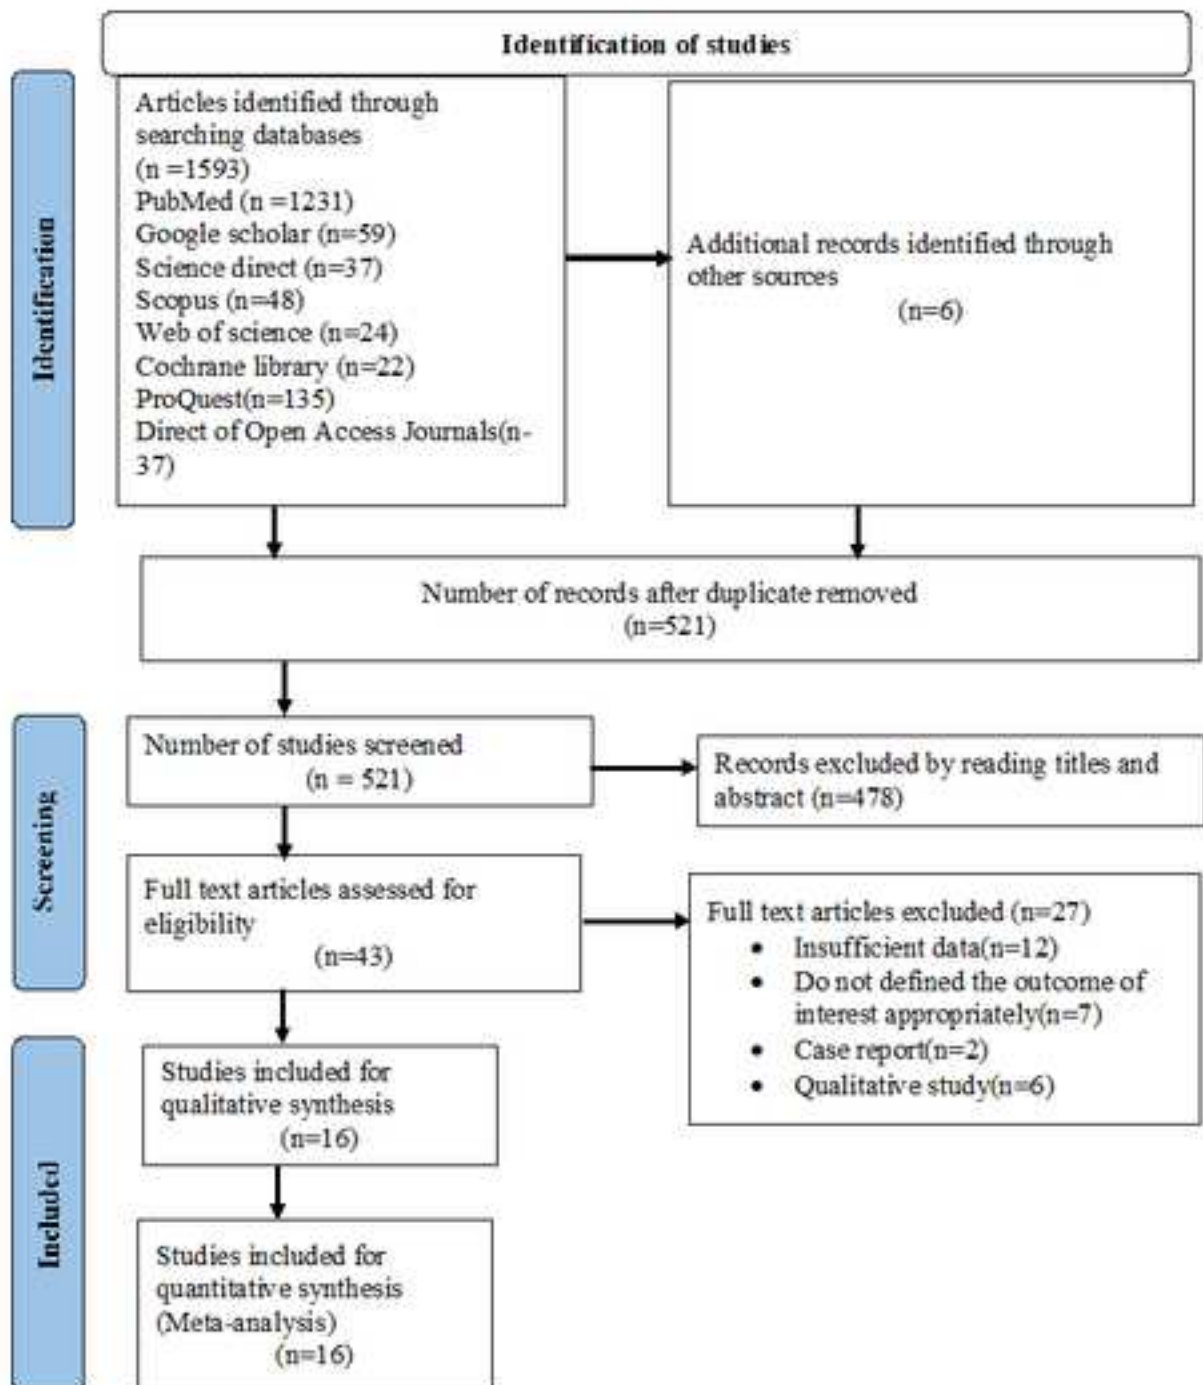 Identification of studies
Identification
Articles identified through
searching databases
(n =1593)
PubMed (n =1231)
Google scholar (n=59)
Science direct (n=37)
Scopus (n=48)
Web of science (n=24)
Cochrane library (n=22)
ProQuest(n=135)
Direct of Open Access Journals(n-
37)
Additional records identified through
other sources
(n=6)
Number of records after duplicate removed
(n=521)
Screening
Number of studies screened
(n = 521)
Records excluded by reading titles and
abstract (n=478)
Full text articles assessed for
eligibility
(n=43)
Full text articles excluded (n=27)
• Insufficient data(n=12)
• Do not defined the outcome of
interest appropriately(n=7)
• Case report(n=2)
• Qualitative study(n=6)
Included
Studies included for
qualitative synthesis
(n=16)
Studies included for
quantitative synthesis
(Meta-analysis)
(n=16)